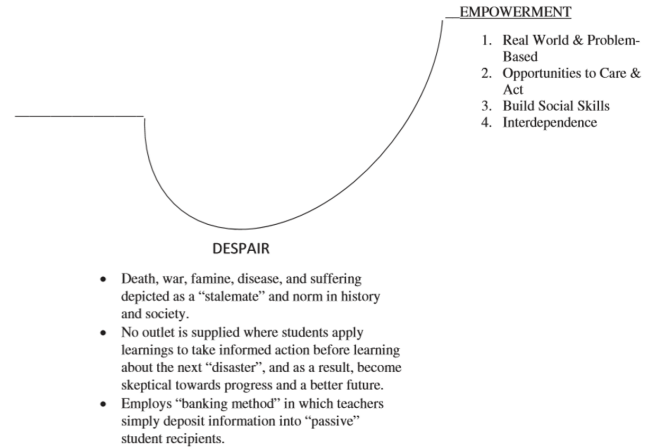 EMPOWERMENT
1. Real World & Problem-
Based
2. Opportunities to Care &
Act
3. Build Social Skills
4. Interdependence
DESPAIR
• Death, war, famine, disease, and suffering
depicted as a “stalemate” and norm in history
and society.
• No outlet is supplied where students apply
learnings to take informed action before learning
about the next “disaster”, and as a result, become
skeptical towards progress and a better future.
• Employs “banking method” in which teachers
simply deposit information into “passive”
student recipients.